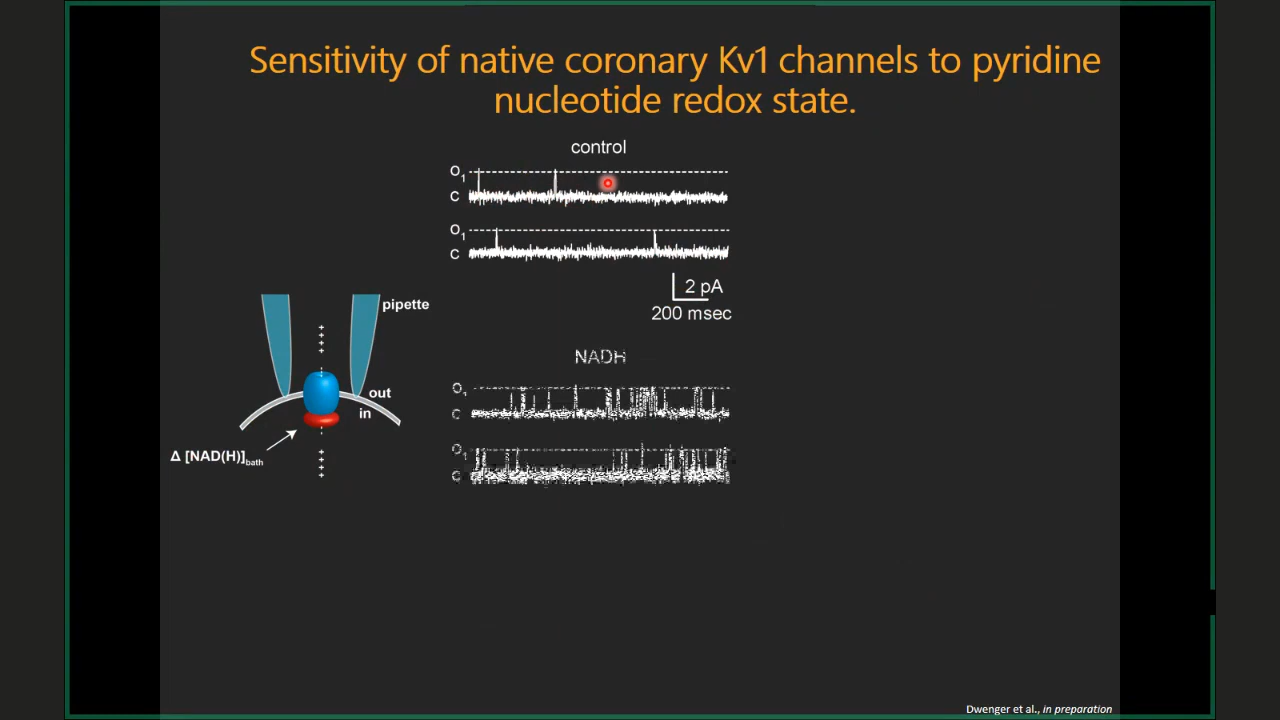 Sensitivity of native coronary Kv1 channels to pyridine
nucleotide redox state.
control
O1
C
O1
C
2 pA
200 msec
pipette
out
in
Δ [NAD(H)]bath
NADH
O1
C
O1
C
Dwenger et al., in preparation